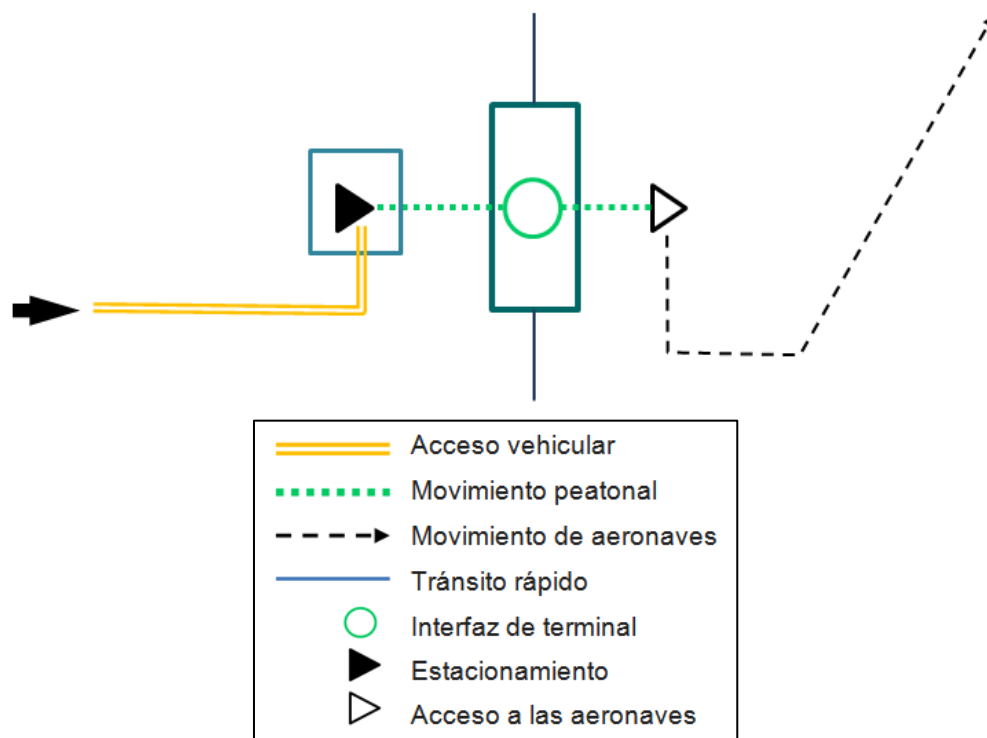 Acceso vehicular
Movimiento peatonal
Movimiento de aeronaves
Tránsito rápido
Interfaz de terminal
Estacionamiento
Acceso a las aeronaves